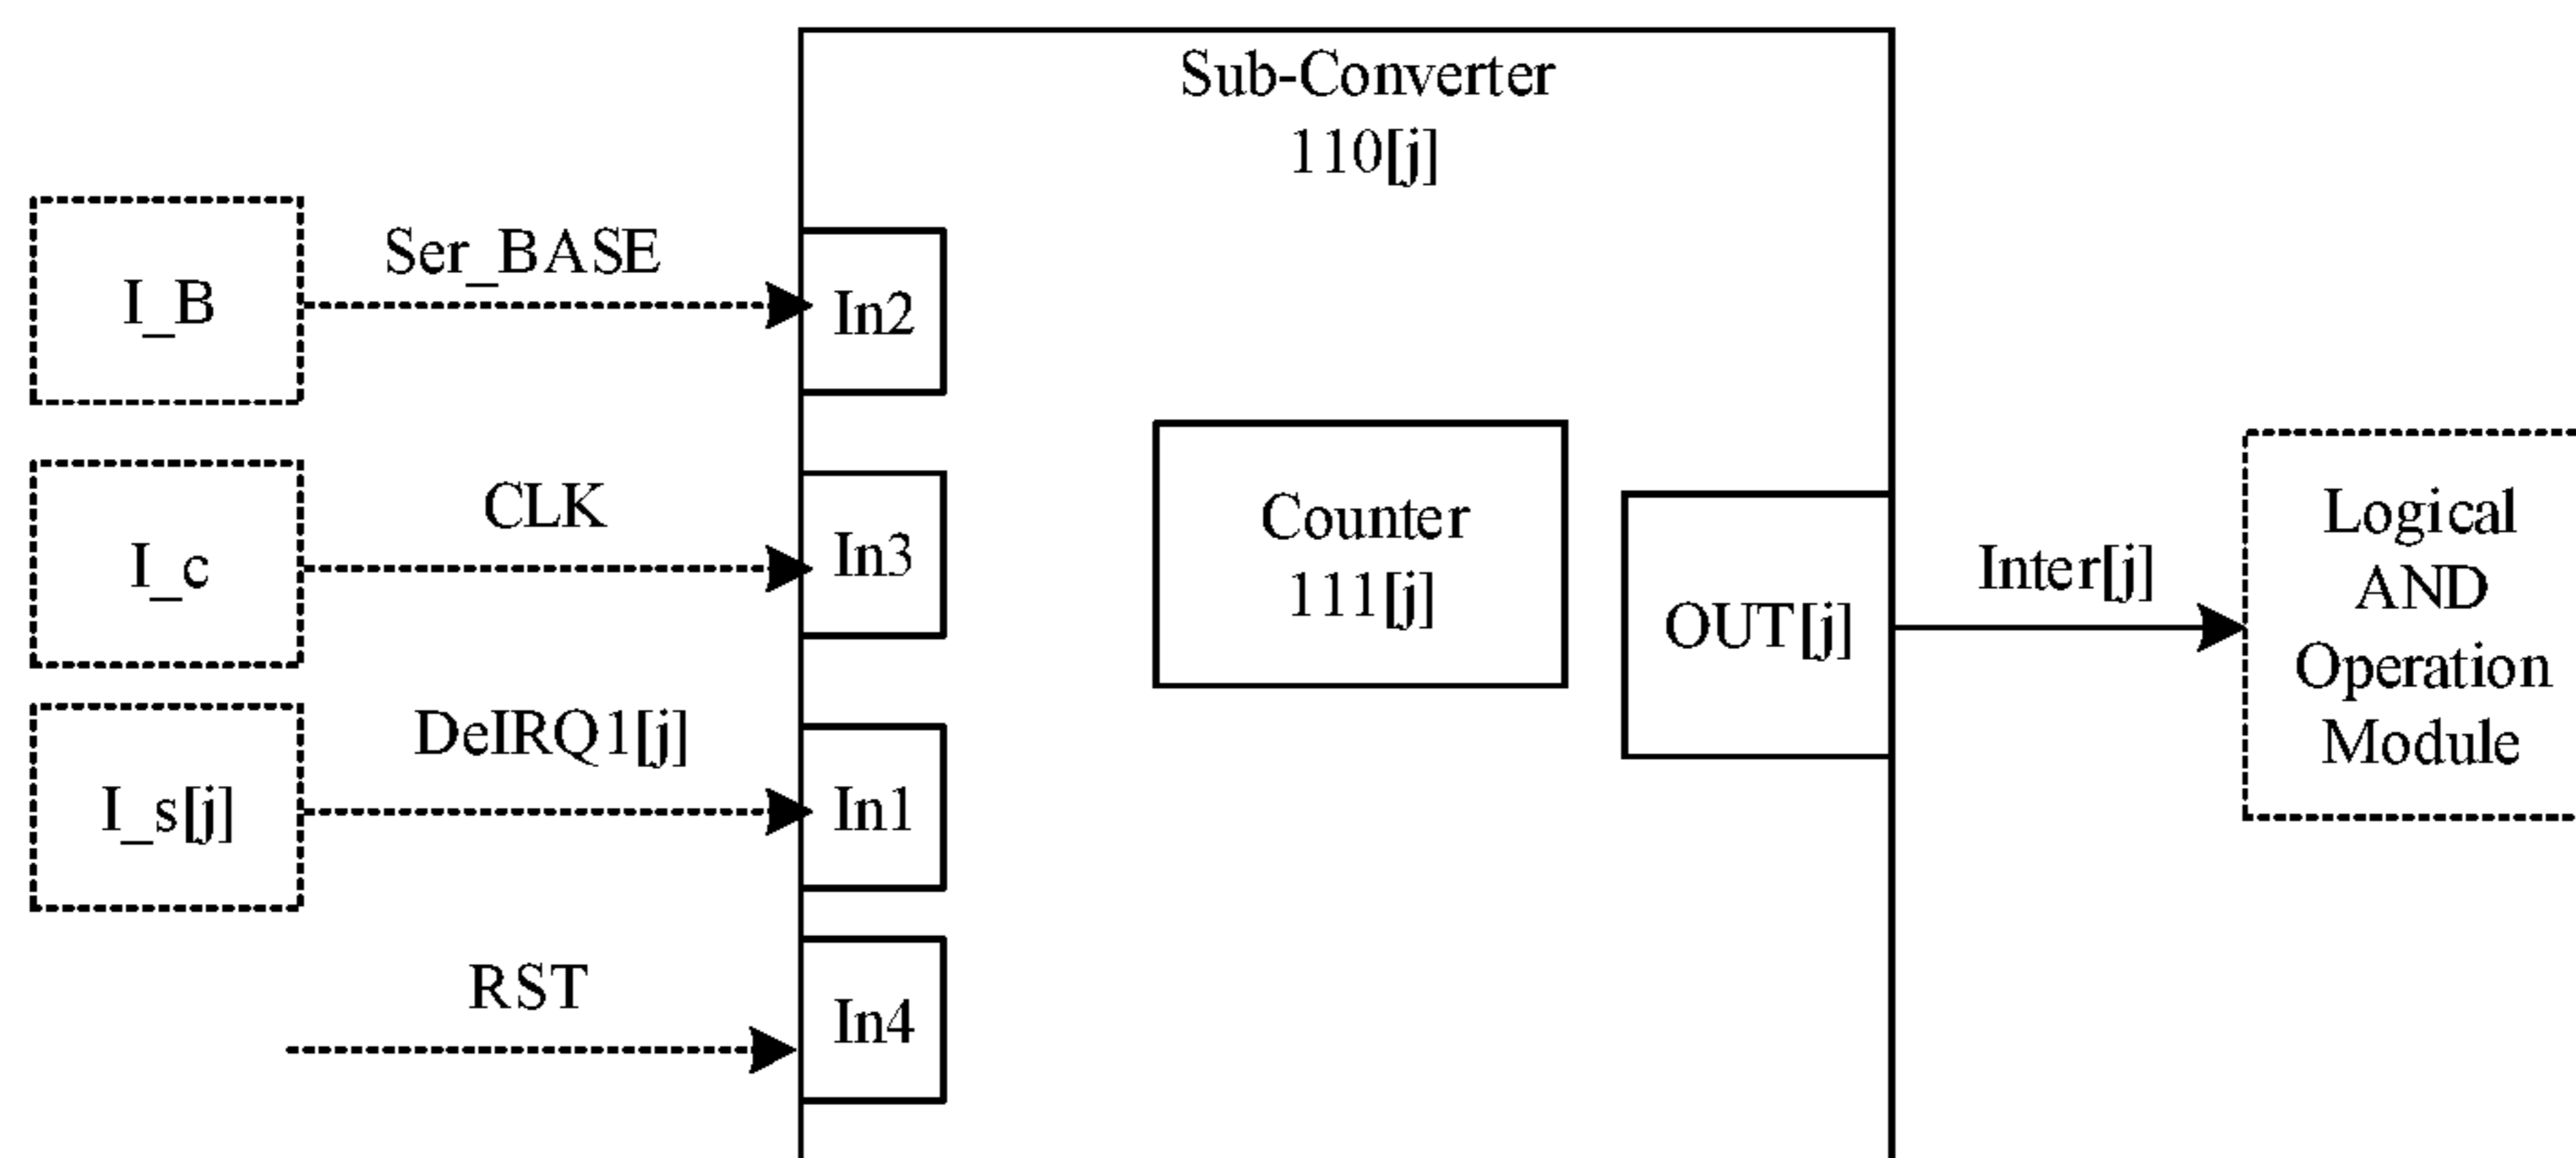 Sub-Converter
110[j]
I_B
Ser_BASE
In2
I_c
CLK
In3
Counter
111[j]
OUT[j]
Inter[j]
Logical
AND
Operation
Module
I_s[j]
DeIRQ1[j]
In1
RST
In4